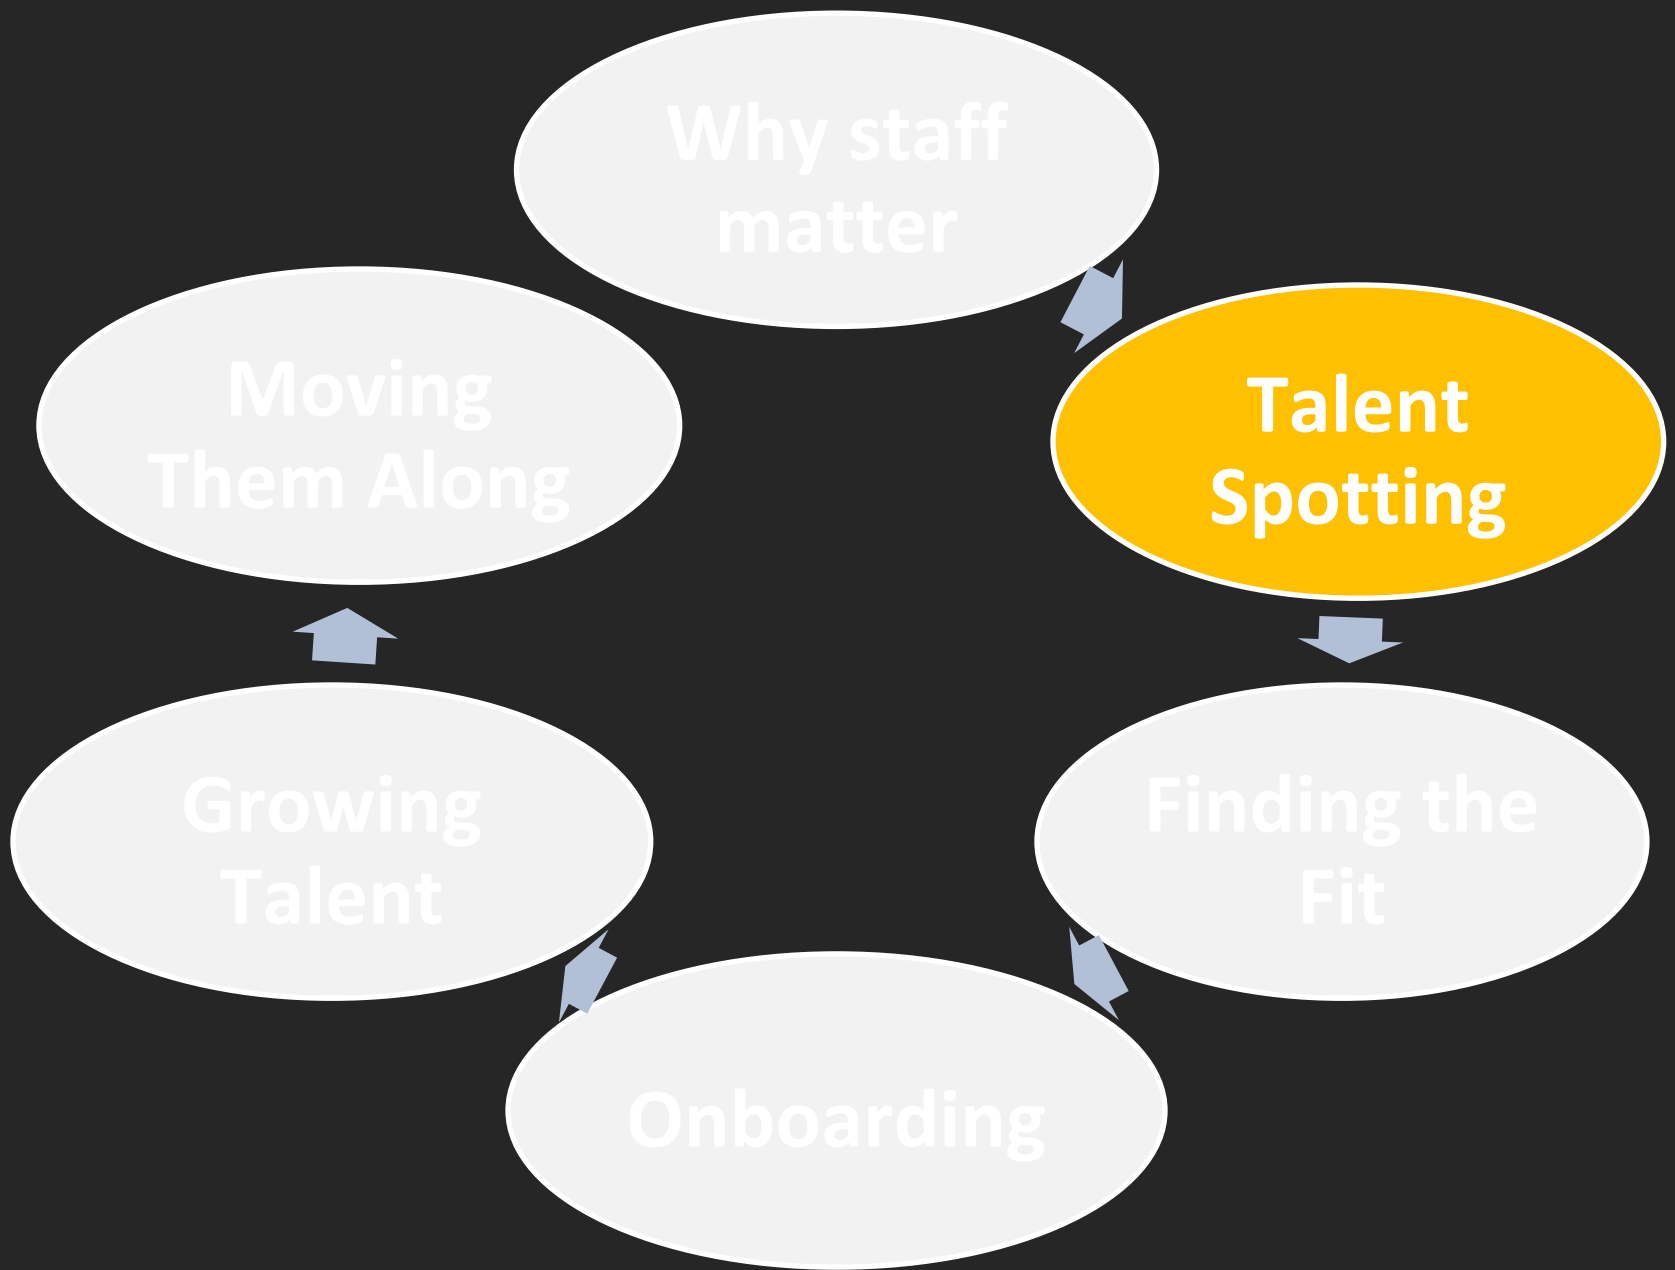 Why staff
matter
Talent
Spotting
Finding the
Fit
Onboarding
Growing
Talent
Moving
Them Along